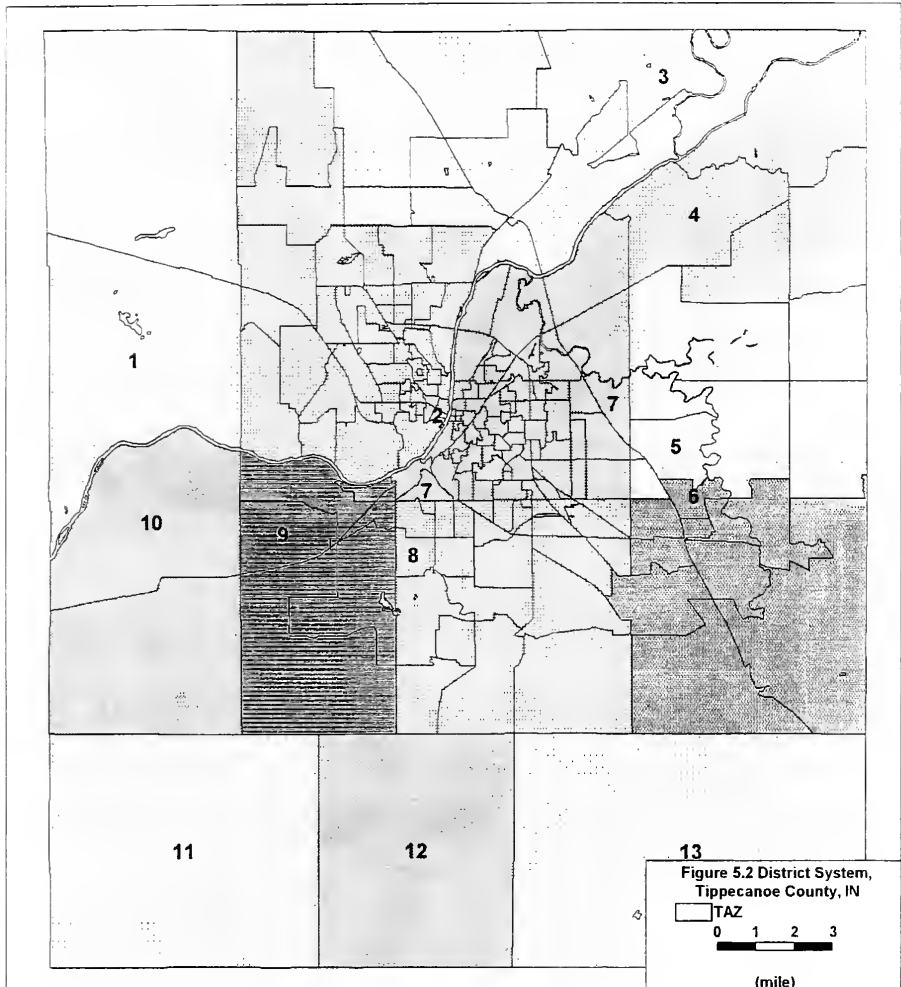 3
4
1
2
7
5
7
6
10
9
8
11
12
13
Figure 5.2 District System,
Tippecanoe County, IN
TAZ
0 1 2 3
(mile)